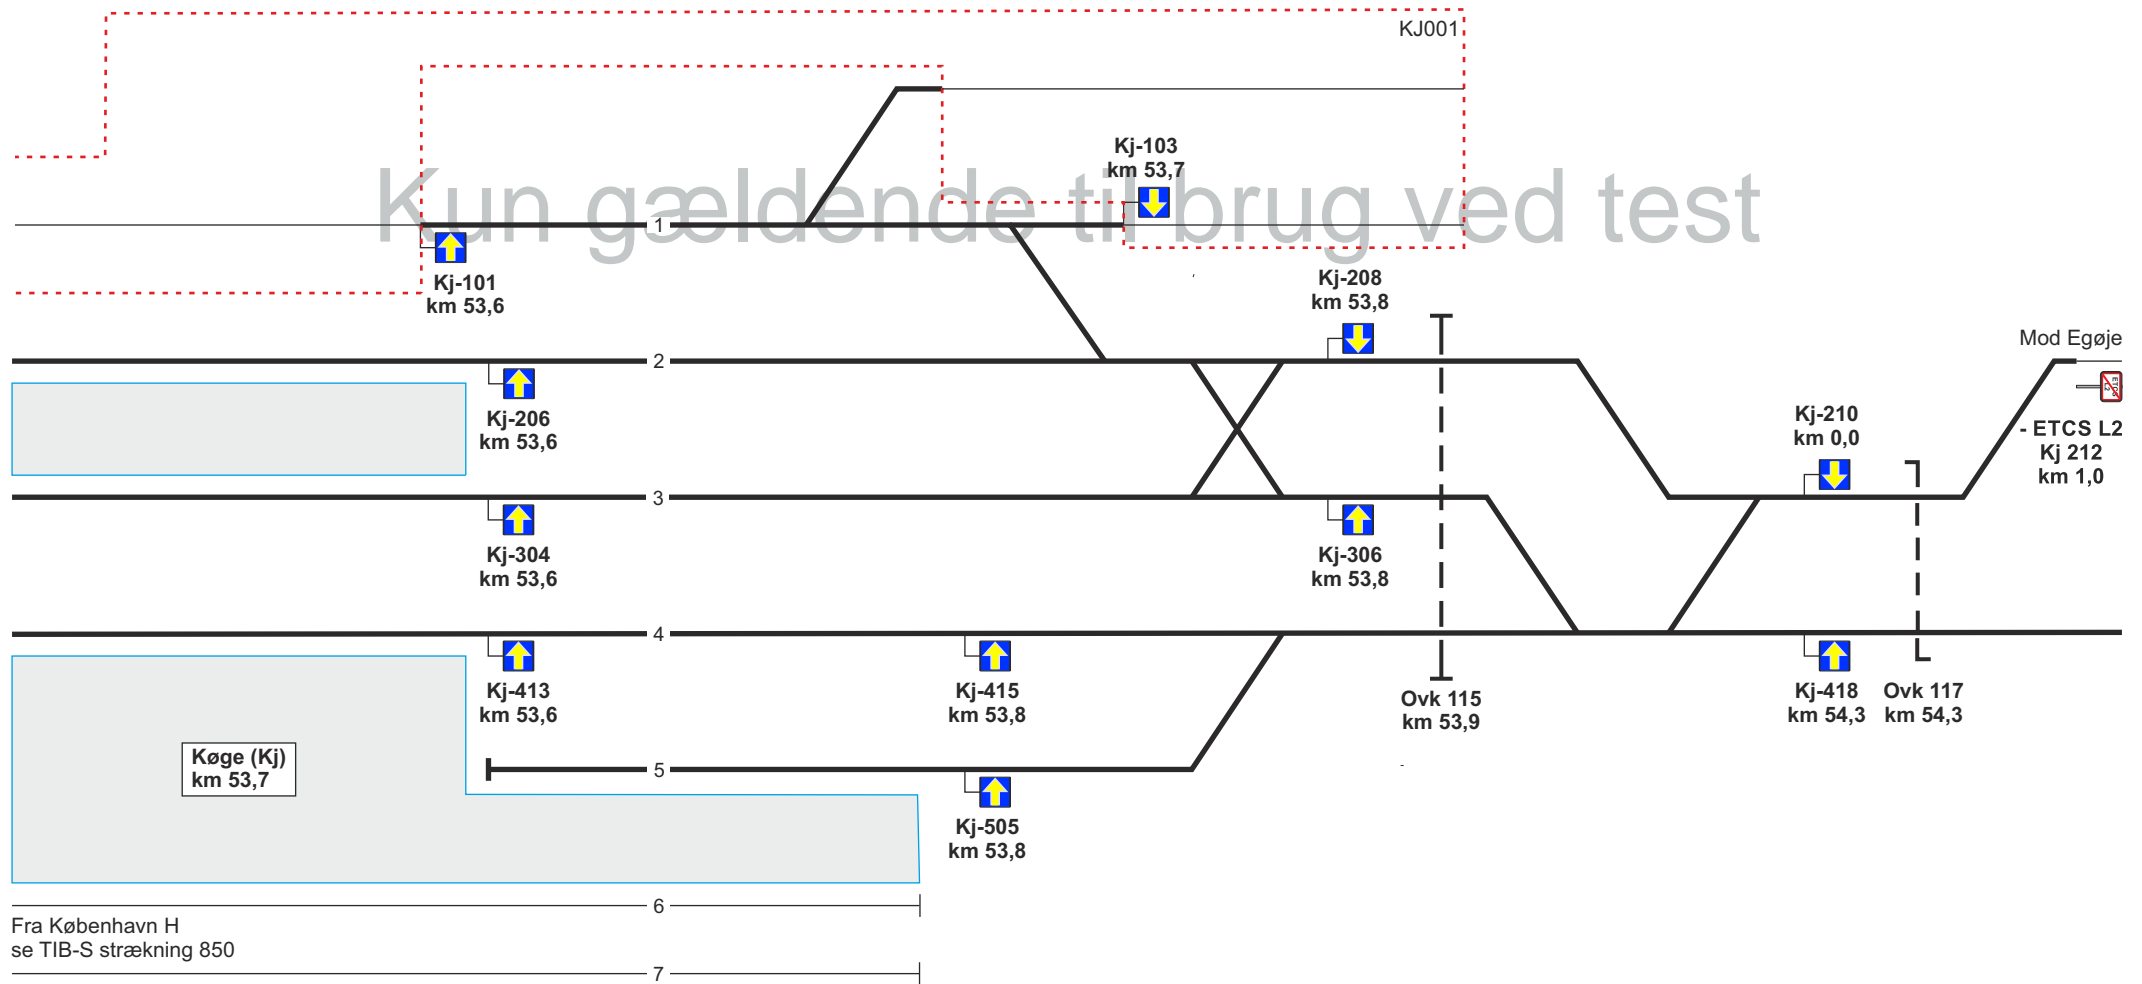 KJ001
Kj-103
km 53,7
Kun gældende til brug ved test
1
Kj-101
km 53,6
Kj-208
km 53,8
Mod Egøje
2
Kj-206
km 53,6
Kj-210
km 0,0
ETCS
L2
- ETCS L2
Kj 212
km 1,0
3
Kj-304
km 53,6
Kj-306
km 53,8
4
Kj-413
km 53,6
Kj-415
km 53,8
Ovk 115
km 53,9
Kj-418
km 54,3
Ovk 117
km 54,3
Køge (Kj)
km 53,7
5
Kj-505
km 53,8
6
Fra København H
se TIB-S strækning 850
7